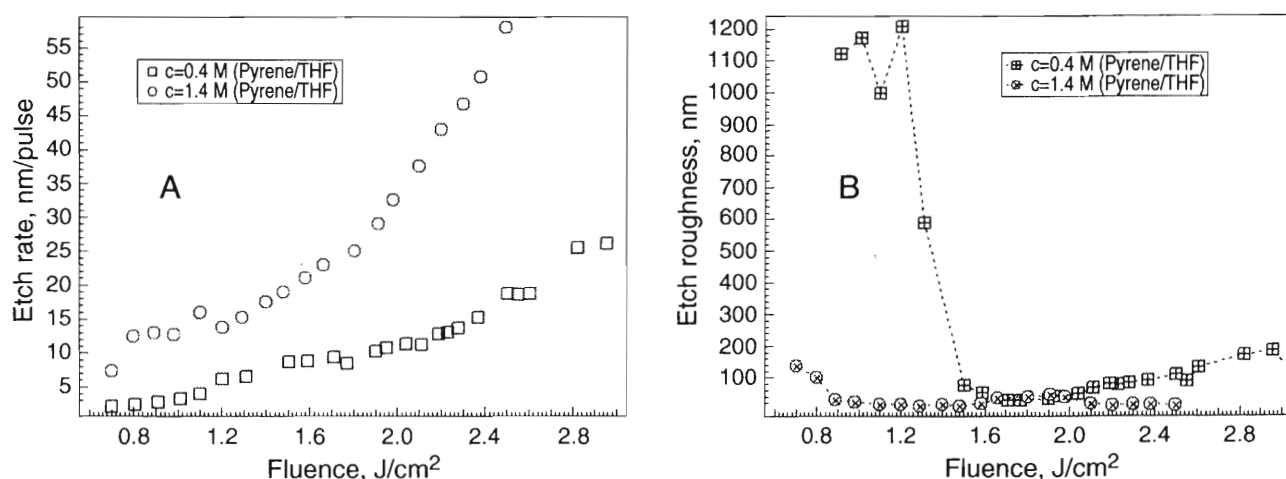 A
Etch rate, nm/pulse
55
50
45
40
35
30
25
20
15
10
5
c=0.4 M (Pyrene/THF)
c=1.4 M (Pyrene/THF)
0.8 1.2 1.6 2.0 2.4 2.8
Fluence, J/cm2
B
Etch roughness, nm
1200
1100
1000
900
800
700
600
500
400
300
200
100
c=0.4 M (Pyrene/THF)
c=1.4 M (Pyrene/THF)
0.8 1.2 1.6 2.0 2.4 2.8
Fluence, J/cm2